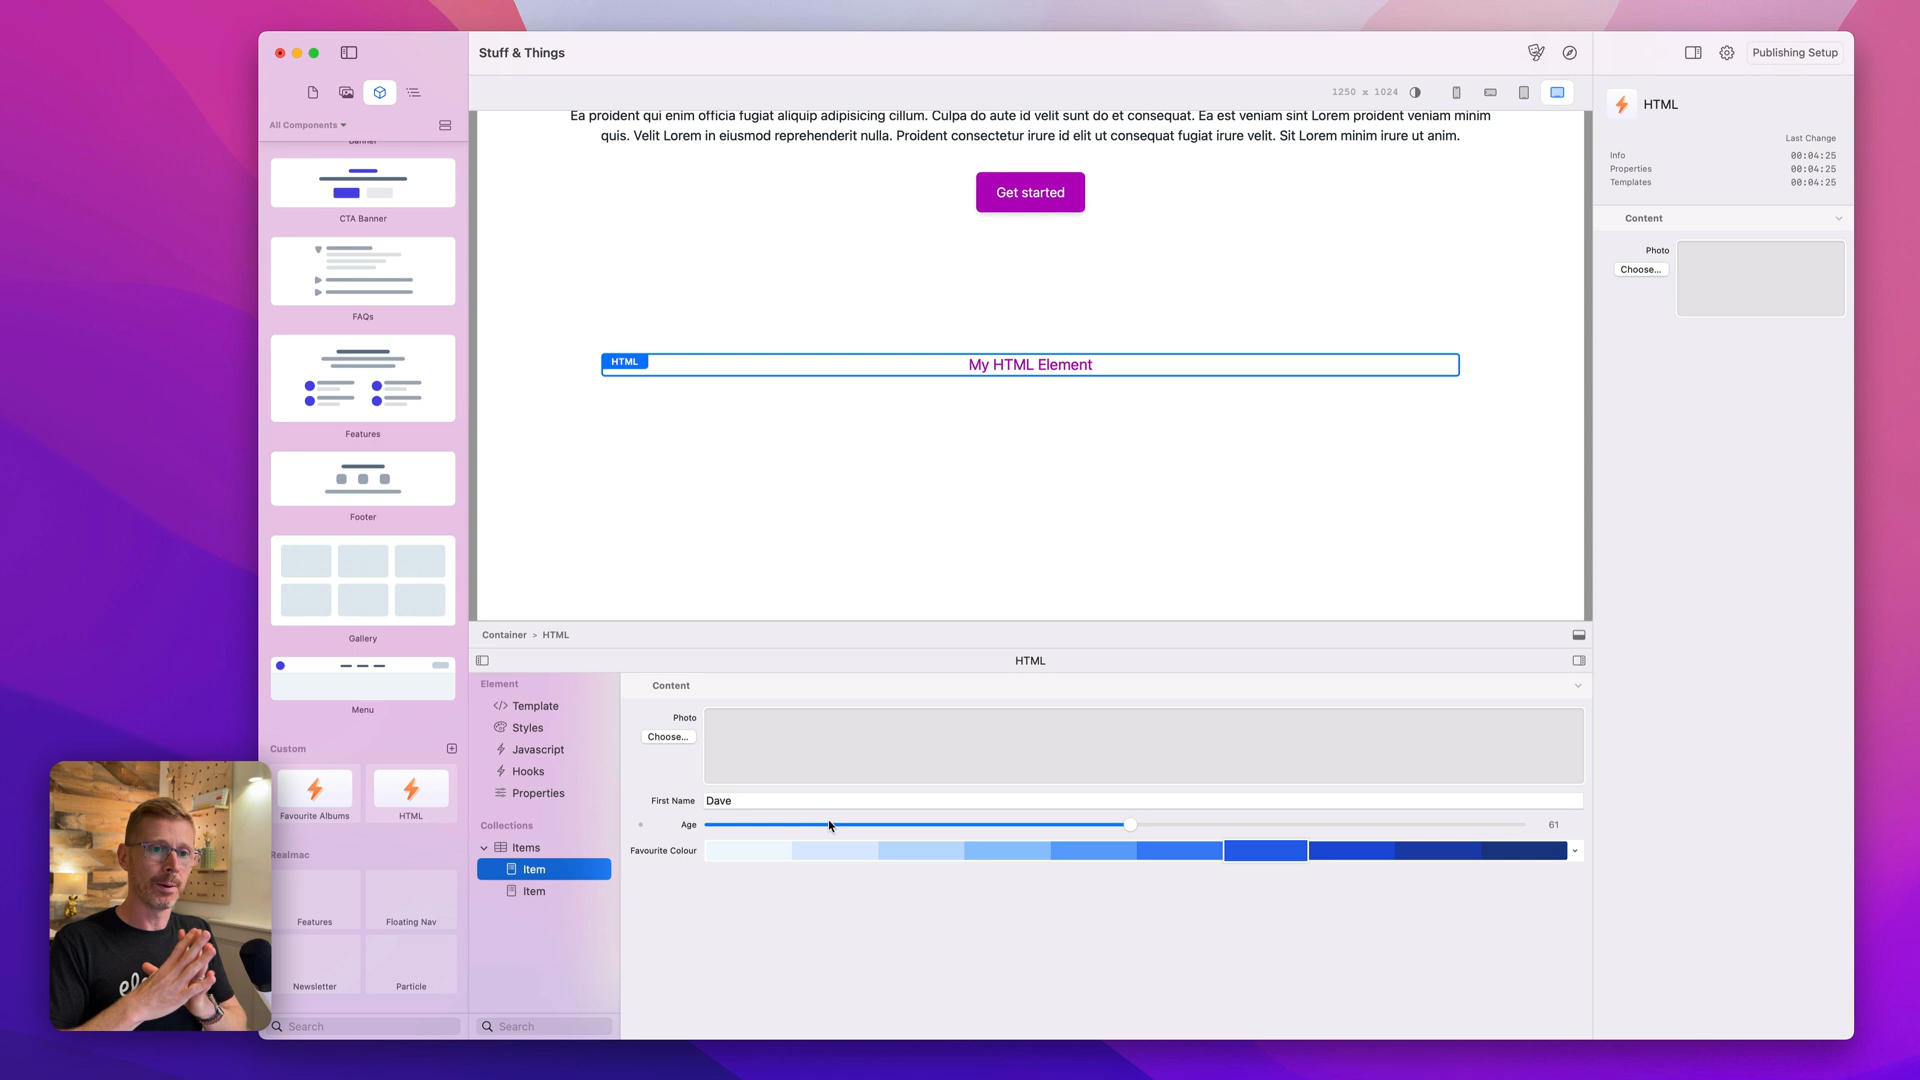 Stuff & Things
Publishing Setup
1250 x 1024
HTML
All Components
Last Change
Info 00:04:25
Properties 00:04:25
Templates 00:04:25
Content
Photo
Choose...
Banner
CTA Banner
FAQs
Features
Footer
Gallery
Menu
Custom
Favourite Albums
HTML
Realmac
Features
Floating Nav
Newsletter
Particle
Search
Ea proident qui enim officia fugiat aliquip adipisicing cillum. Culpa do aute id velit sunt do et consequat. Ea est veniam sint Lorem proident veniam minim
quis. Velit Lorem in eiusmod reprehenderit nulla. Proident consectetur irure id elit ut consequat fugiat irure velit. Sit Lorem minim irure ut anim.
Get started
HTML
My HTML Element
Container > HTML
HTML
Element
Template
Styles
Javascript
Hooks
Properties
Collections
Items
Item
Item
Search
Content
Photo
Choose...
First Name Dave
Age 61
Favourite Colour